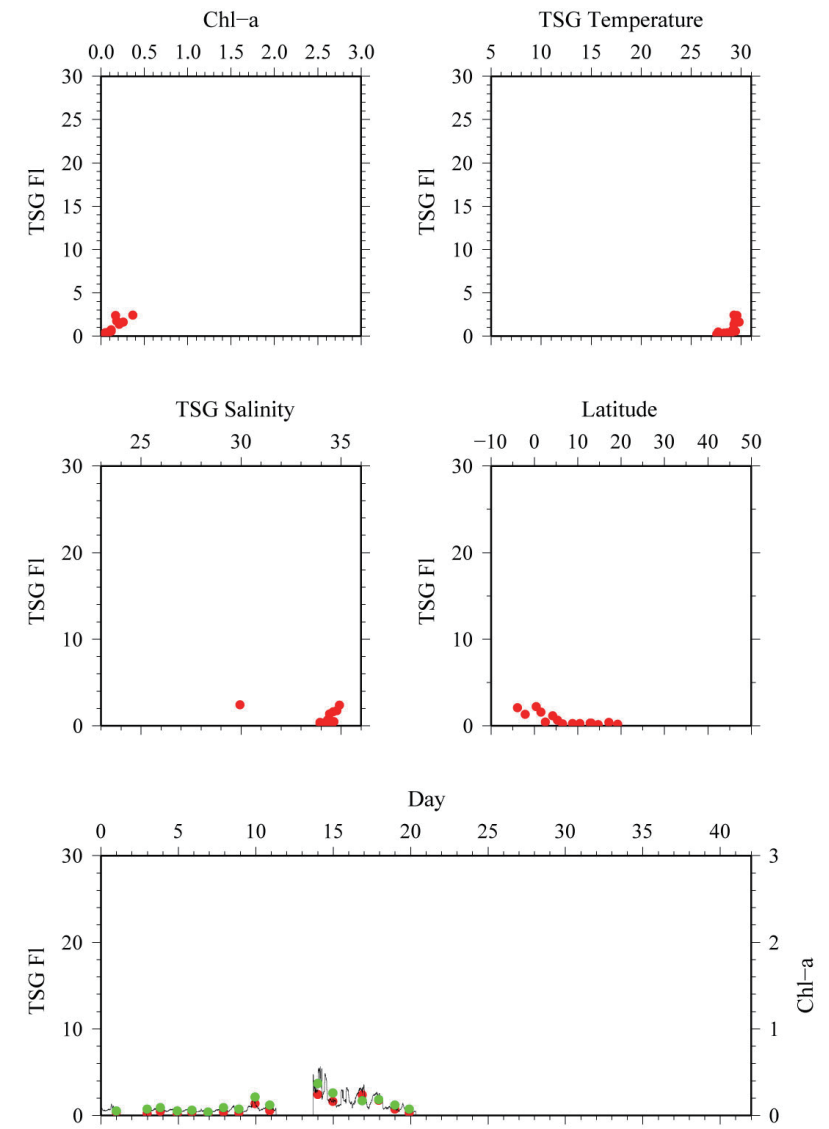 Chl−a
0.0 0.5 1.0 1.5 2.0 2.5 3.0
30
25
20
15
10
5
0
TSG Fl
TSG Temperature
5 10 15 20 25 30
30
25
20
15
10
5
0
TSG Fl
TSG Salinity
25 30 35
30
20
10
0
TSG Fl
Latitude
−10 0 10 20 30 40 50
30
20
10
0
TSG Fl
Day
0 5 10 15 20 25 30 35 40
30
20
10
0
TSG Fl
3
2
1
0
Chl−a